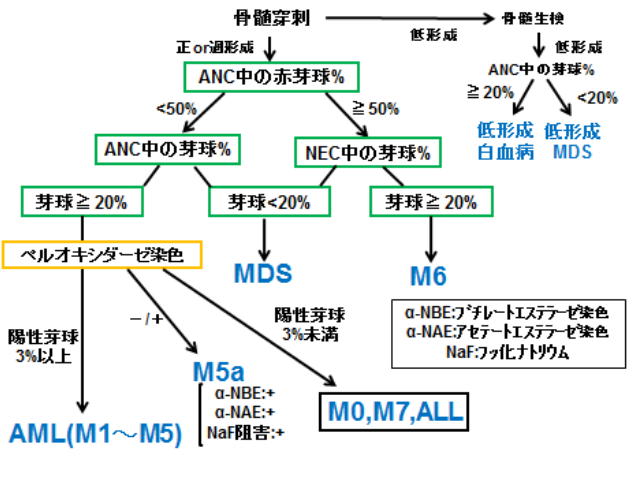 骨髄穿刺
骨髄生検
低形成
正or過形成
低形成
ANC中の赤芽球%
ANC中の芽球%
<50%
≧50%
≧20%
<20%
低形成
白血病
低形成
MDS
ANC中の芽球%
NEC中の芽球%
芽球≧20%
芽球<20%
芽球≧20%
ペルオキシダーゼ染色
MDS
M6
陽性芽球
3%以上
－/+
陽性芽球
3%未満
α-NBE:ブチレートエステラーゼ染色
α-NAE:アセテートエステラーゼ染色
NaF:フッ化ナトリウム
M5a
α-NBE:+
α-NAE:+
NaF阻害:+
AML(M1～M5)
M0,M7,ALL